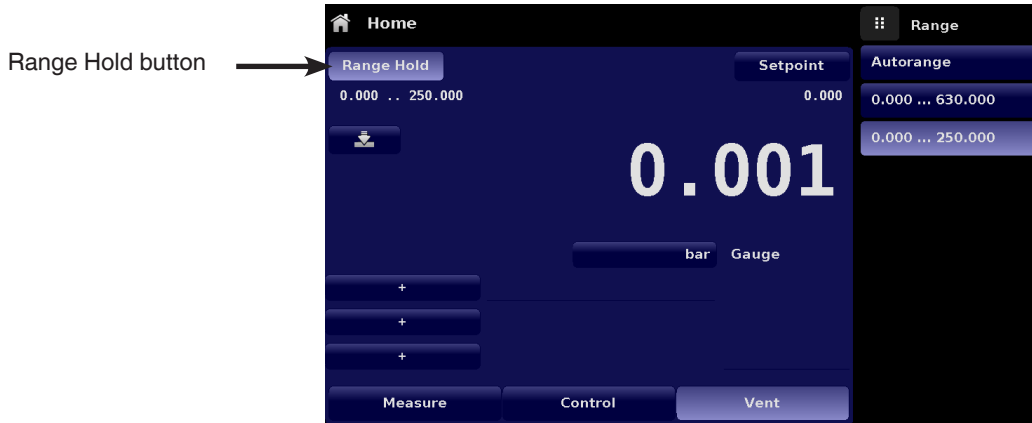 Home
Range
Range Hold button
Range Hold
Setpoint
Autorange
0.000 .. 250.000
0.000
0.000 ... 630.000
0.000 ... 250.000
0.001
bar
Gauge
+
+
+
Measure
Control
Vent